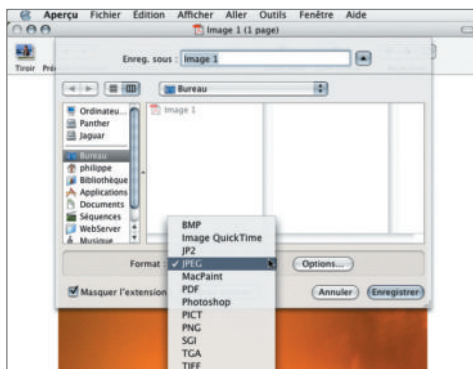 Aperçu Fichier Édition Afficher Aller Outils Fenêtre Aide
Image 1 (1 page)
Tiroir
Enreg. sous : Image 1
Bureau
Ordinateu...
Panther
Jaguar
Bureau
philippe
Bibliothèque
Applications
Documents
Séquences
WebServer
Musique
Image 1
Format :
BMP
Image QuickTime
JP2
✓ JPEG
MacPaint
PDF
Photoshop
PICT
PNG
SGI
TGA
TIFF
Options...
Masquer l'extension
Annuler
Enregistrer